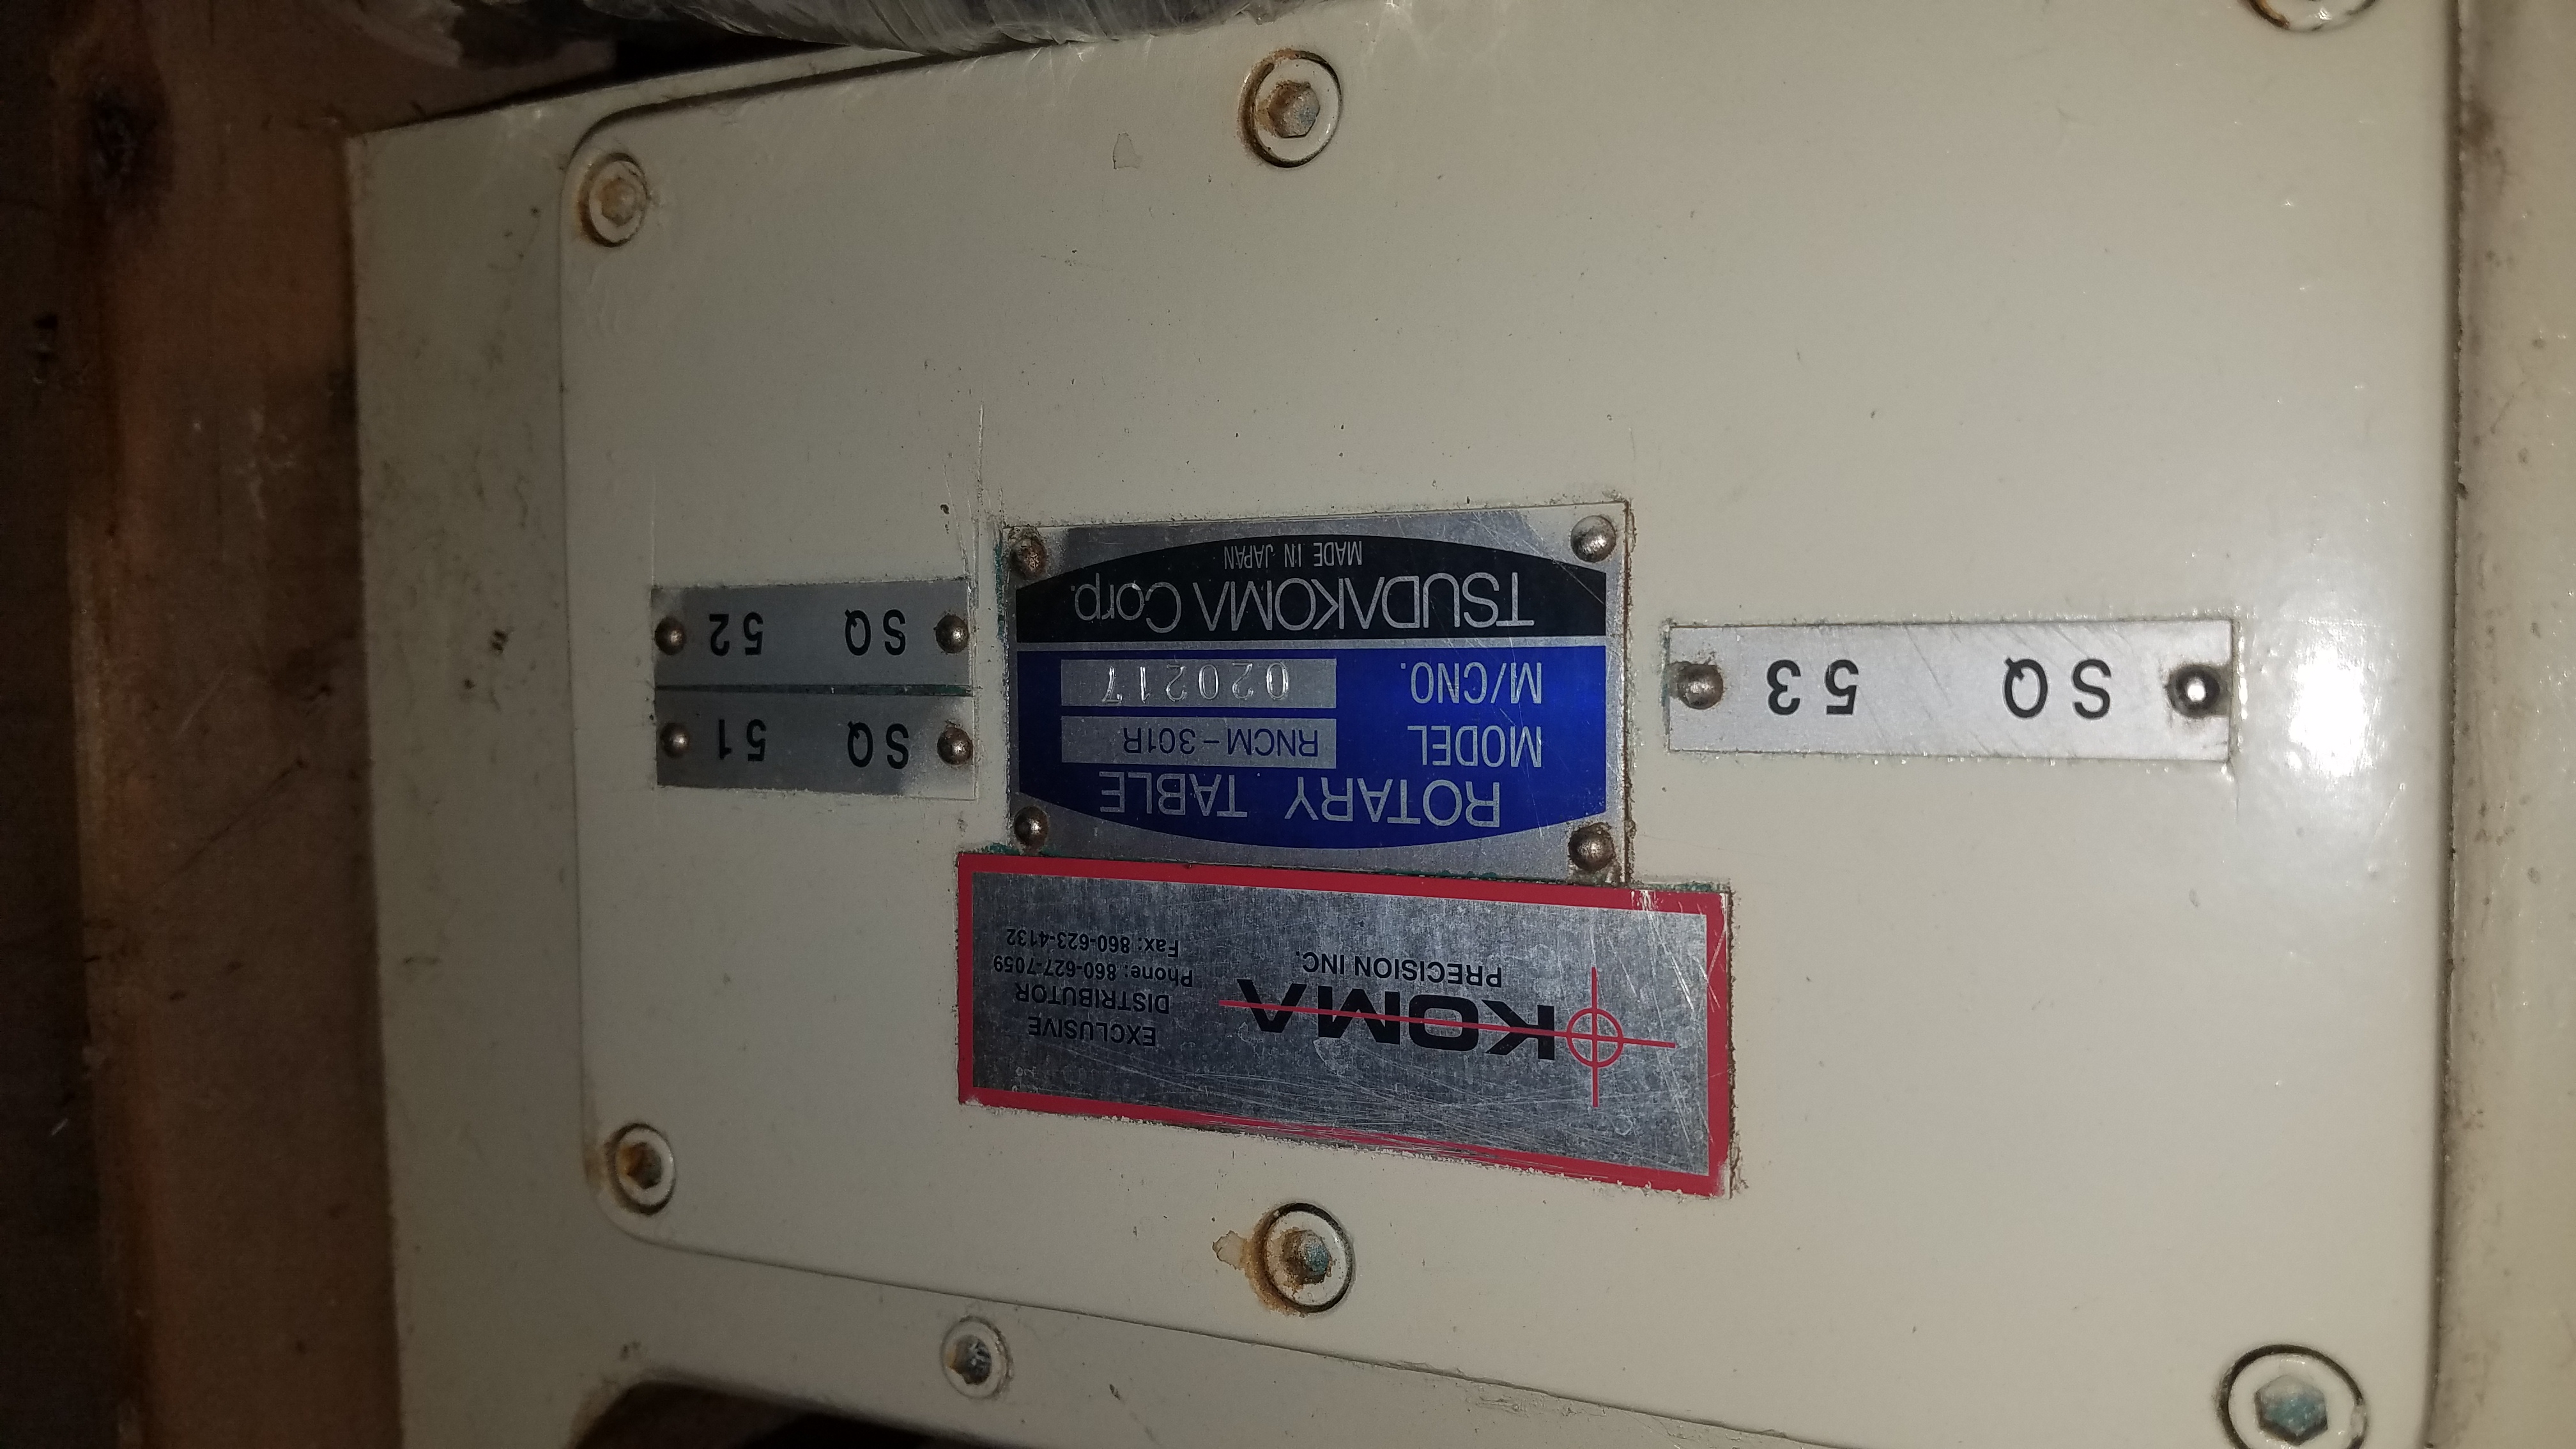 KOMA
PRECISION INC.
EXCLUSIVE
DISTRIBUTOR
Phone: 860-627-7059
Fax: 860-623-4132
ROTARY TABLE
MODEL RNCM-301R
M/CNO. 020217
TSUDAKOMA Corp.
MADE IN JAPAN
SQ 53
SQ 51
SQ 52